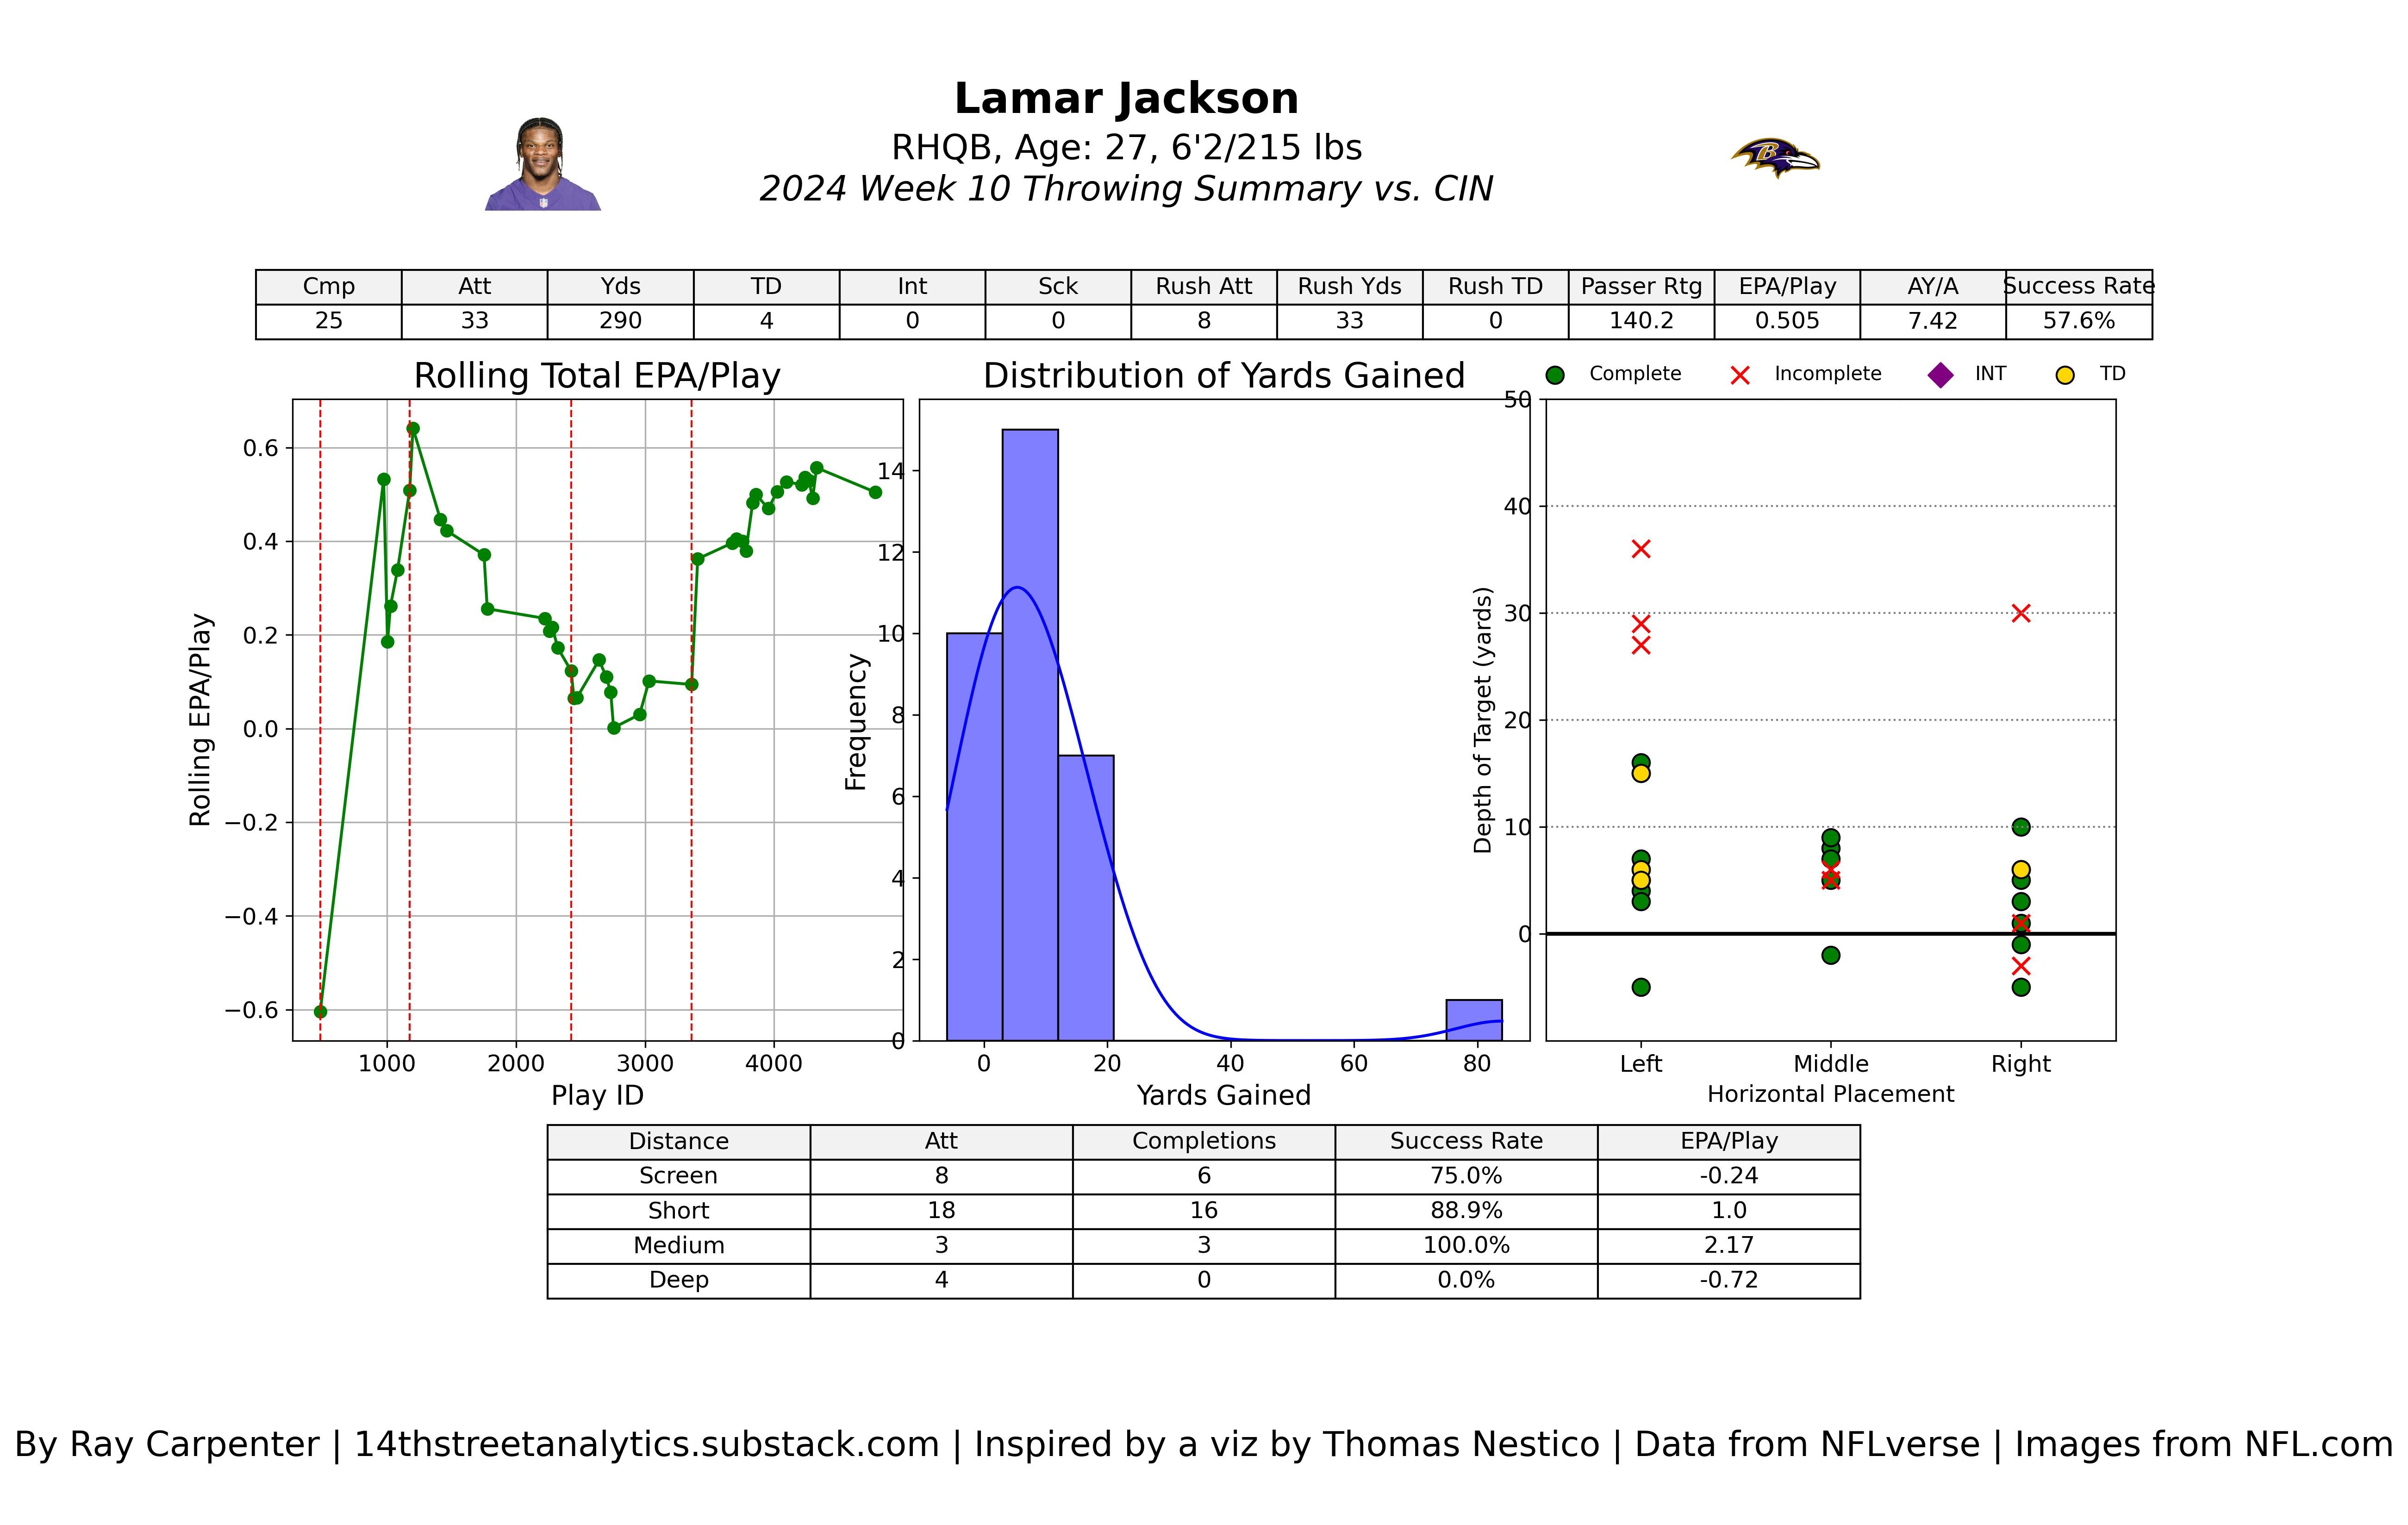 Lamar Jackson
RHQB, Age: 27, 6'2/215 lbs
2024 Week 10 Throwing Summary vs. CIN
Cmp Att Yds TD Int Sck Rush Att Rush Yds Rush TD Passer Rtg EPA/Play AY/A Success Rate
25 33 290 4 0 0 8 33 0 140.2 0.505 7.42 57.6%
Rolling Total EPA/Play
Rolling EPA/Play
0.6
0.4
0.2
0.0
−0.2
−0.4
−0.6
1000 2000 3000 4000
Play ID
Distribution of Yards Gained
Frequency
14
12
10
8
6
4
2
0
0 20 40 60 80
Yards Gained
Complete Incomplete INT TD
Depth of Target (yards)
50
40
30
20
10
0
Left Middle Right
Horizontal Placement
Distance Att Completions Success Rate EPA/Play
Screen 8 6 75.0% -0.24
Short 18 16 88.9% 1.0
Medium 3 3 100.0% 2.17
Deep 4 0 0.0% -0.72
By Ray Carpenter | 14thstreetanalytics.substack.com | Inspired by a viz by Thomas Nestico | Data from NFLverse | Images from NFL.com